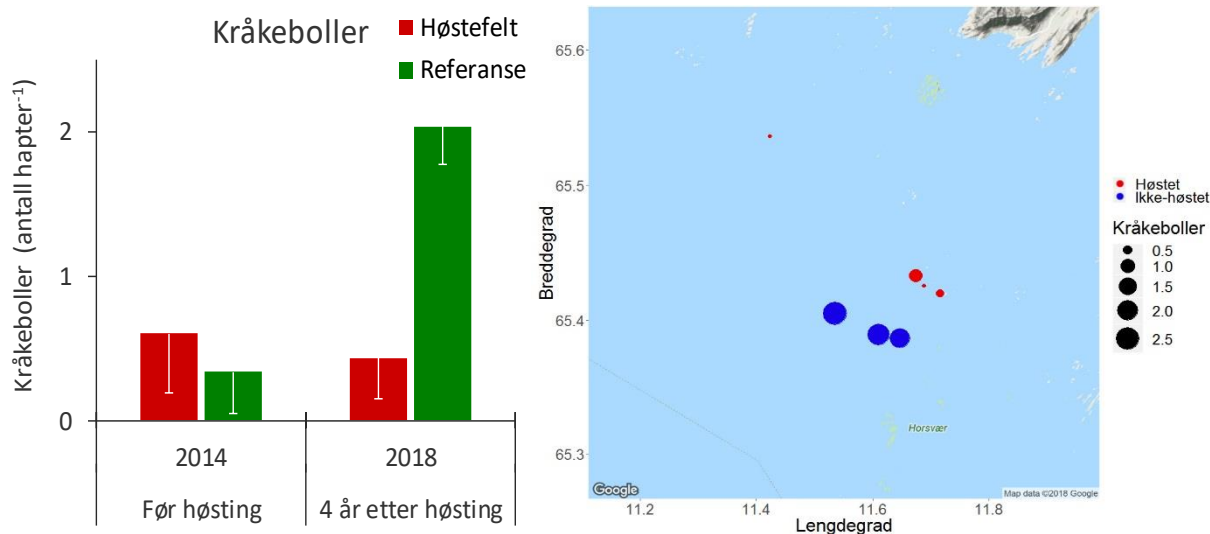 Kråkeboller
Høstefelt
Referanse
Kråkeboller (antall hapter⁻¹)
2
1
0
2014
2018
Før høsting
4 år etter høsting
Breddegrad
65.6
65.5
65.4
65.3
Horsvær
Google
Map data ©2018 Google
11.2
11.4
11.6
11.8
Lengdegrad
Høstet
Ikke-høstet
Kråkeboller
0.5
1.0
1.5
2.0
2.5